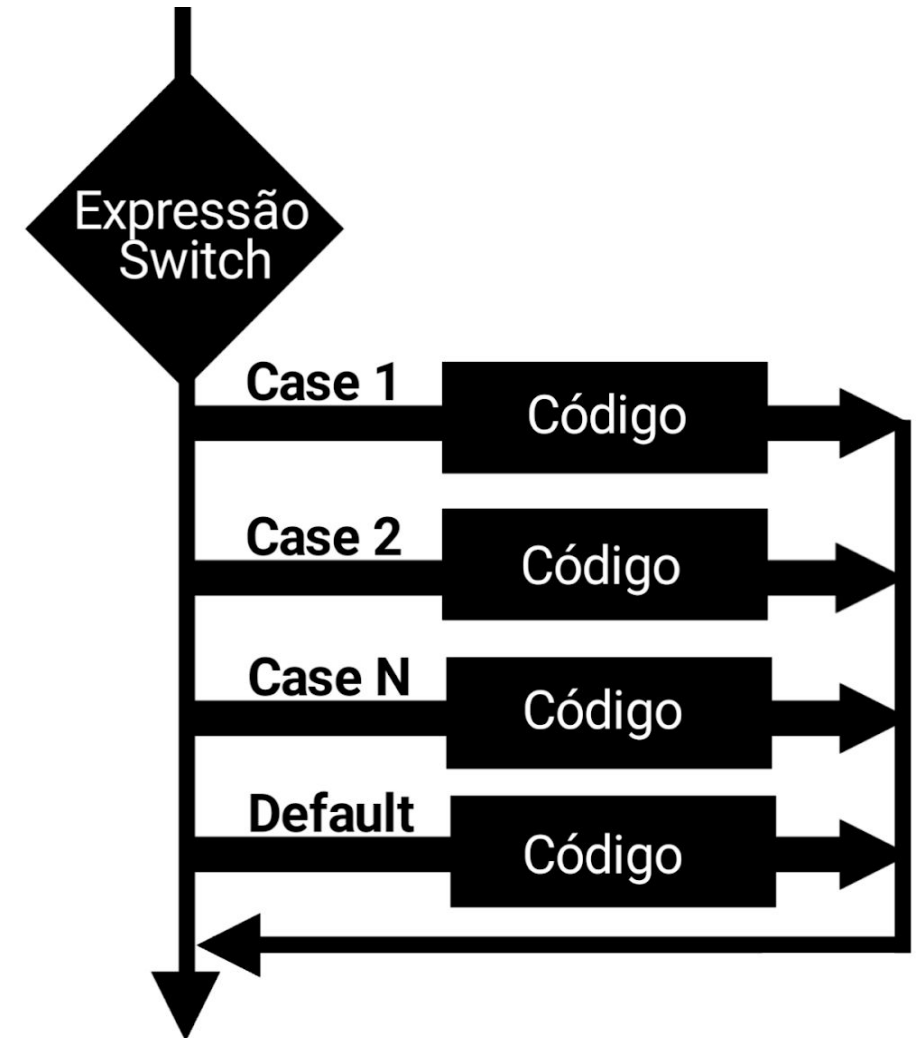 Expressão
Switch
Case 1
Código
Case 2
Código
Case N
Código
Default
Código